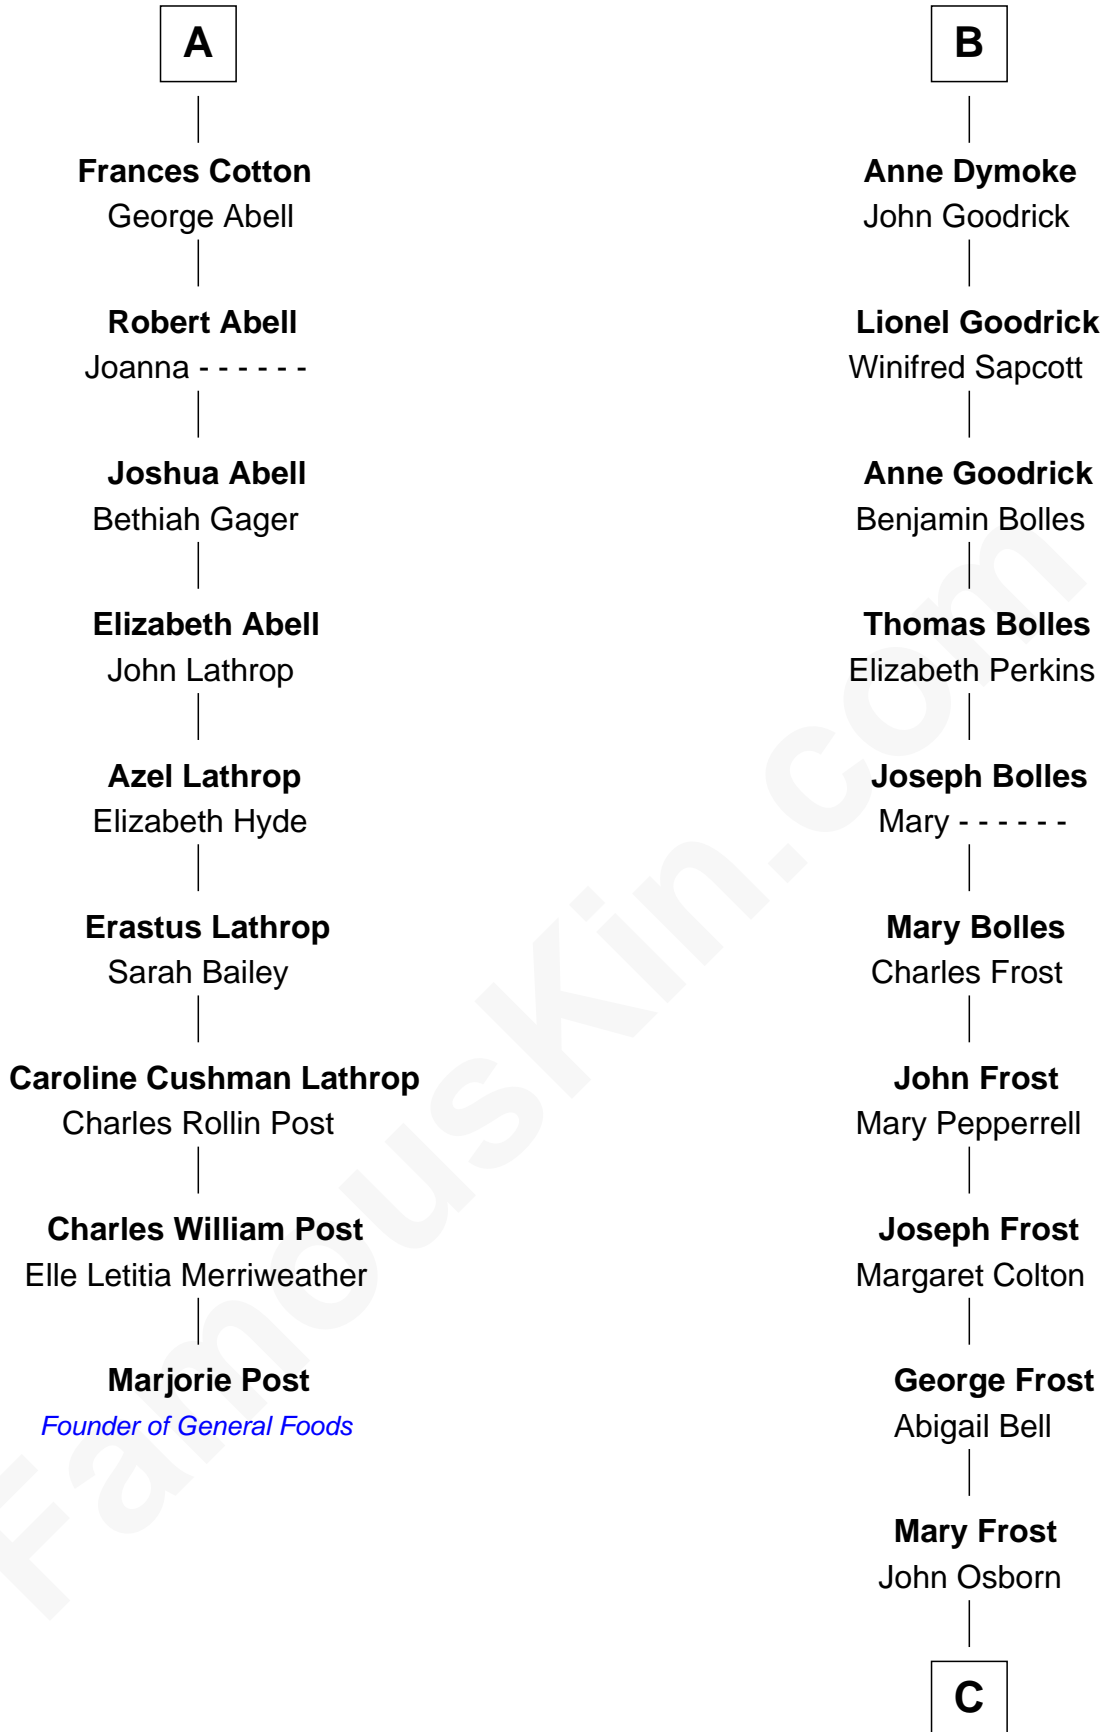 A
Frances Cotton
George Abell
Robert Abell
Joanna - - - - - -
Joshua Abell
Bethiah Gager
Elizabeth Abell
John Lathrop
Azel Lathrop
Elizabeth Hyde
Erastus Lathrop
Sarah Bailey
Caroline Cushman Lathrop
Charles Rollin Post
Charles William Post
Elle Letitia Merriweather
Marjorie Post
Founder of General Foods
B
Anne Dymoke
John Goodrick
Lionel Goodrick
Winifred Sapcott
Anne Goodrick
Benjamin Bolles
Thomas Bolles
Elizabeth Perkins
Joseph Bolles
Mary - - - - - -
Mary Bolles
Charles Frost
John Frost
Mary Pepperrell
Joseph Frost
Margaret Colton
George Frost
Abigail Bell
Mary Frost
John Osborn
C
FamousKin.com